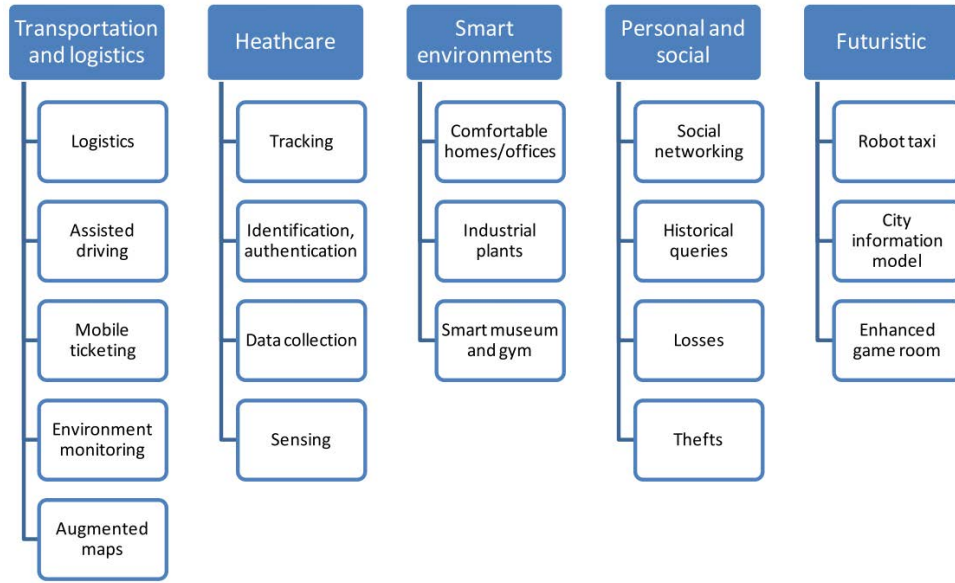 Transportation
and logistics
Logistics
Assisted
driving
Mobile
ticketing
Environment
monitoring
Augmented
maps
Heathcare
Tracking
Identification,
authentication
Data collection
Sensing
Smart
environments
Comfortable
homes/offices
Industrial
plants
Smart museum
and gym
Personal and
social
Social
networking
Historical
queries
Losses
Thefts
Futuristic
Robot taxi
City
information
model
Enhanced
game room